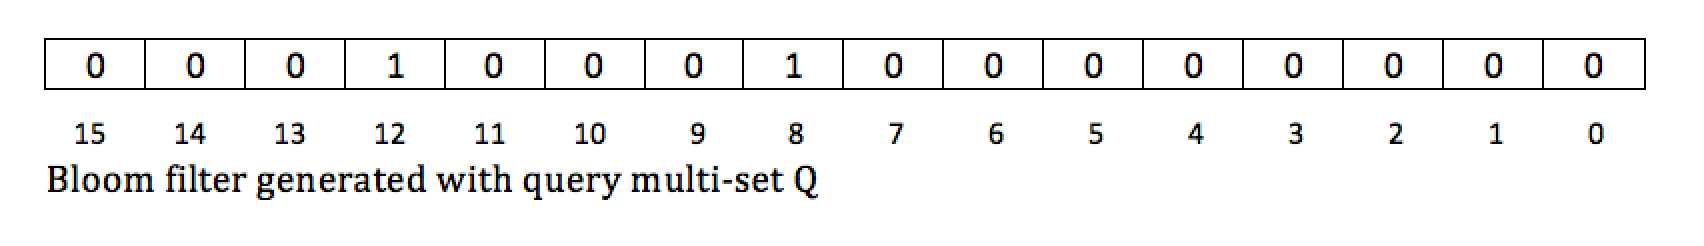 0 0 0 1 0 0 0 1 0 0 0 0 0 0 0 0
15 14 13 12 11 10 9 8 7 6 5 4 3 2 1 0
Bloom filter generated with query multi-set Q